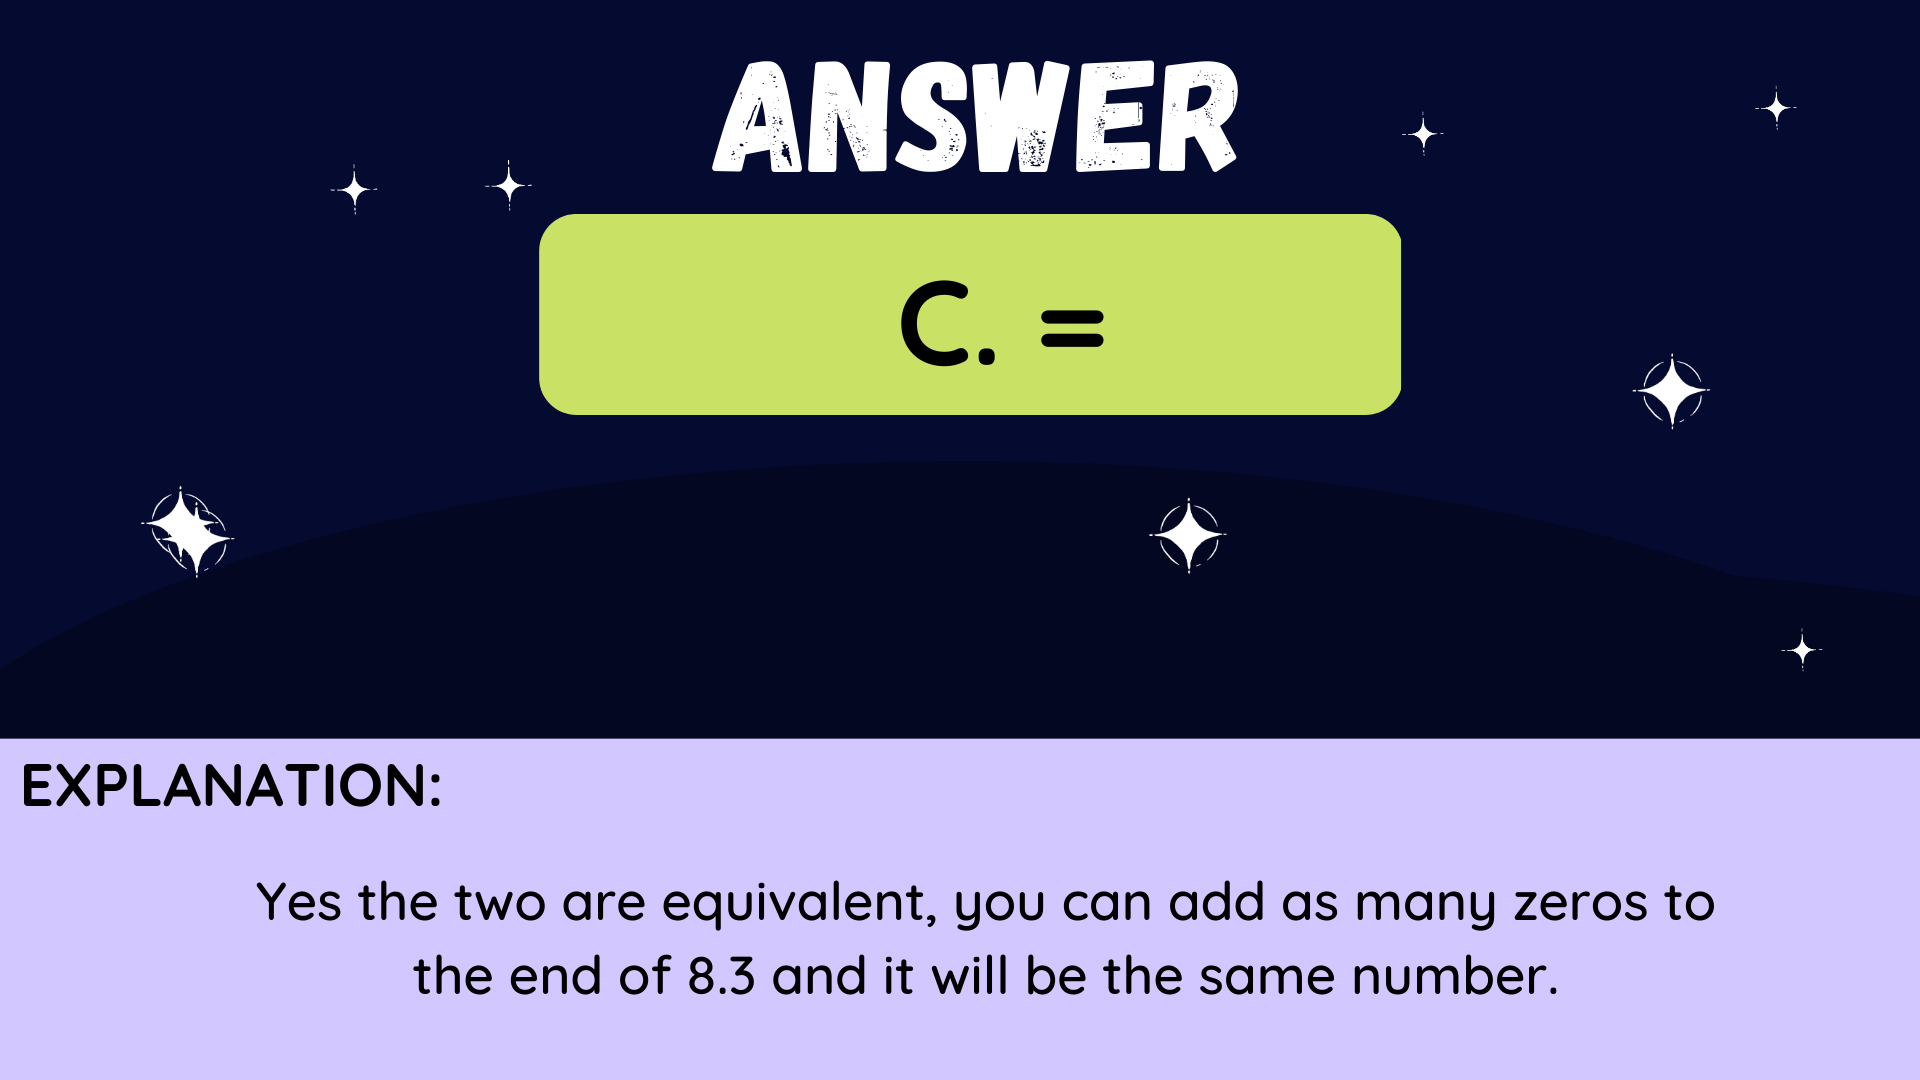 ANSWER
C. =
EXPLANATION:
Yes the two are equivalent, you can add as many zeros to
the end of 8.3 and it will be the same number.